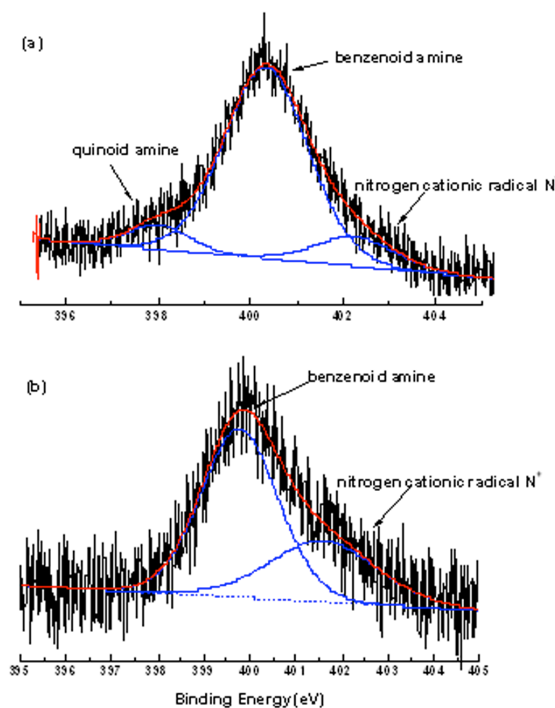 (a)
benzenoid amine
quinoid amine
nitrogen cationic radical N
396 398 400 402 404
(b)
benzenoid amine
nitrogen cationic radical N+
395 396 397 398 399 400 401 402 403 404 405
Binding Energy(eV)